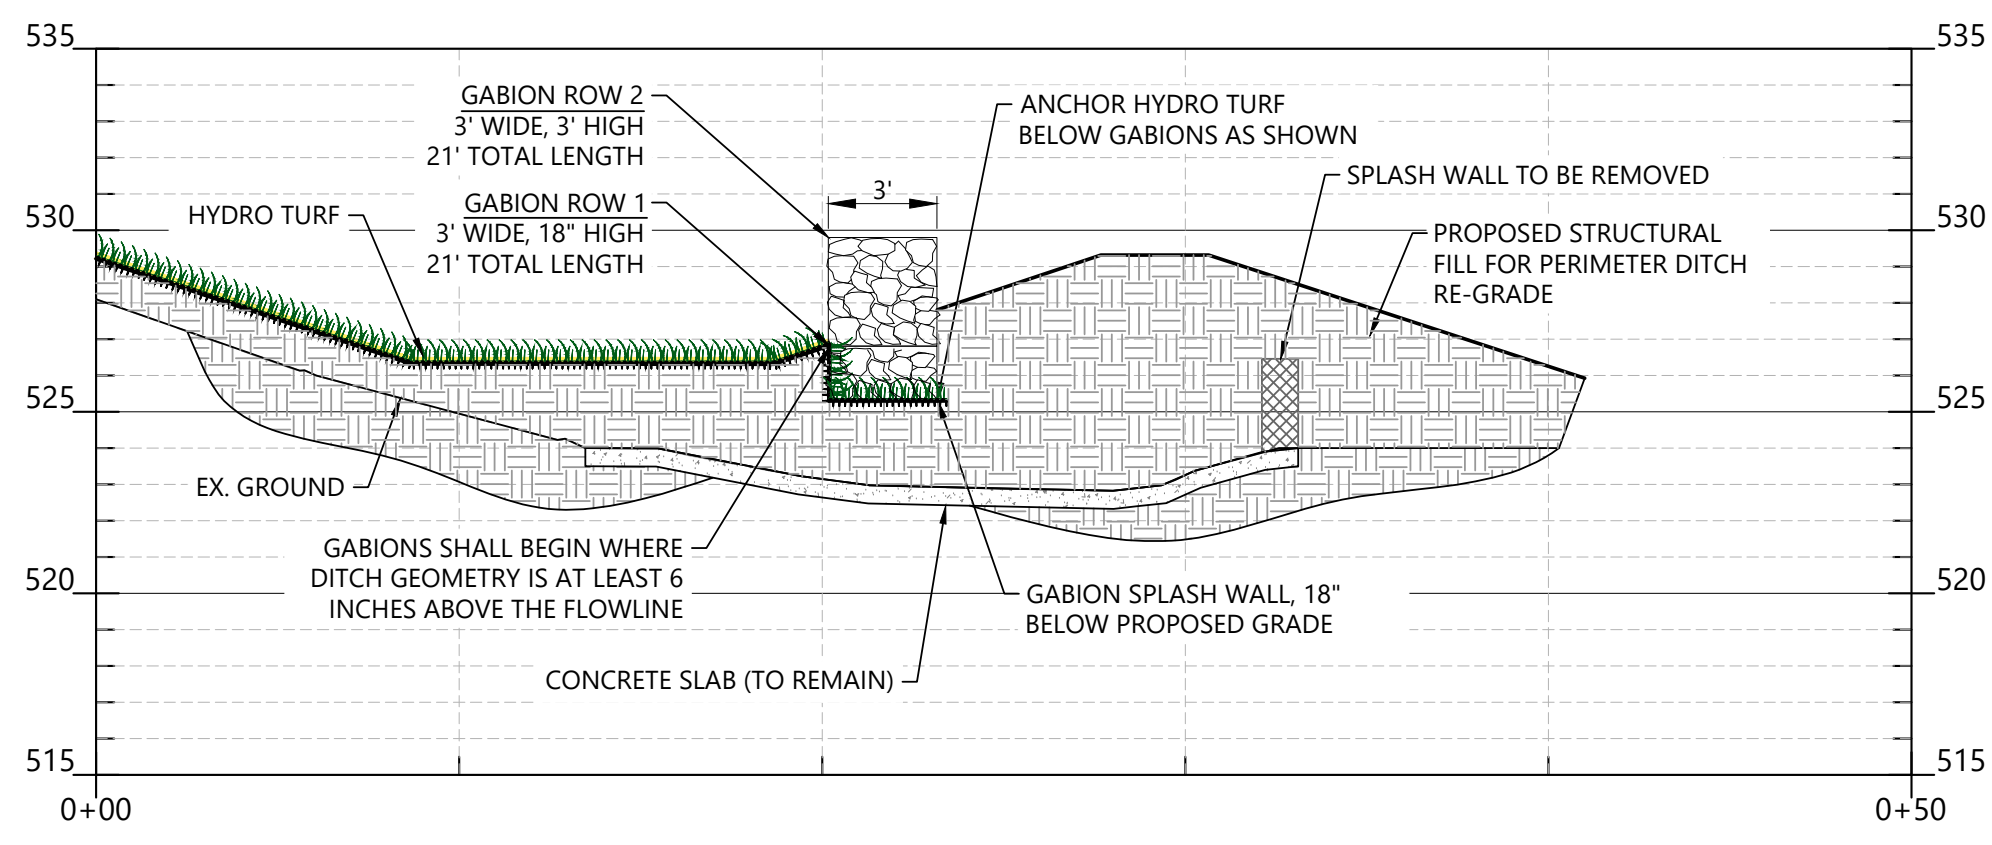 535
535
GABION ROW 2
3' WIDE, 3' HIGH
21' TOTAL LENGTH
ANCHOR HYDRO TURF
BELOW GABIONS AS SHOWN
SPLASH WALL TO BE REMOVED
3'
GABION ROW 1
3' WIDE, 18" HIGH
21' TOTAL LENGTH
HYDRO TURF
530
530
PROPOSED STRUCTURAL
FILL FOR PERIMETER DITCH
RE-GRADE
525
525
EX. GROUND
GABIONS SHALL BEGIN WHERE
DITCH GEOMETRY IS AT LEAST 6
INCHES ABOVE THE FLOWLINE
520
520
GABION SPLASH WALL, 18"
BELOW PROPOSED GRADE
CONCRETE SLAB (TO REMAIN)
515
515
0+00
0+50